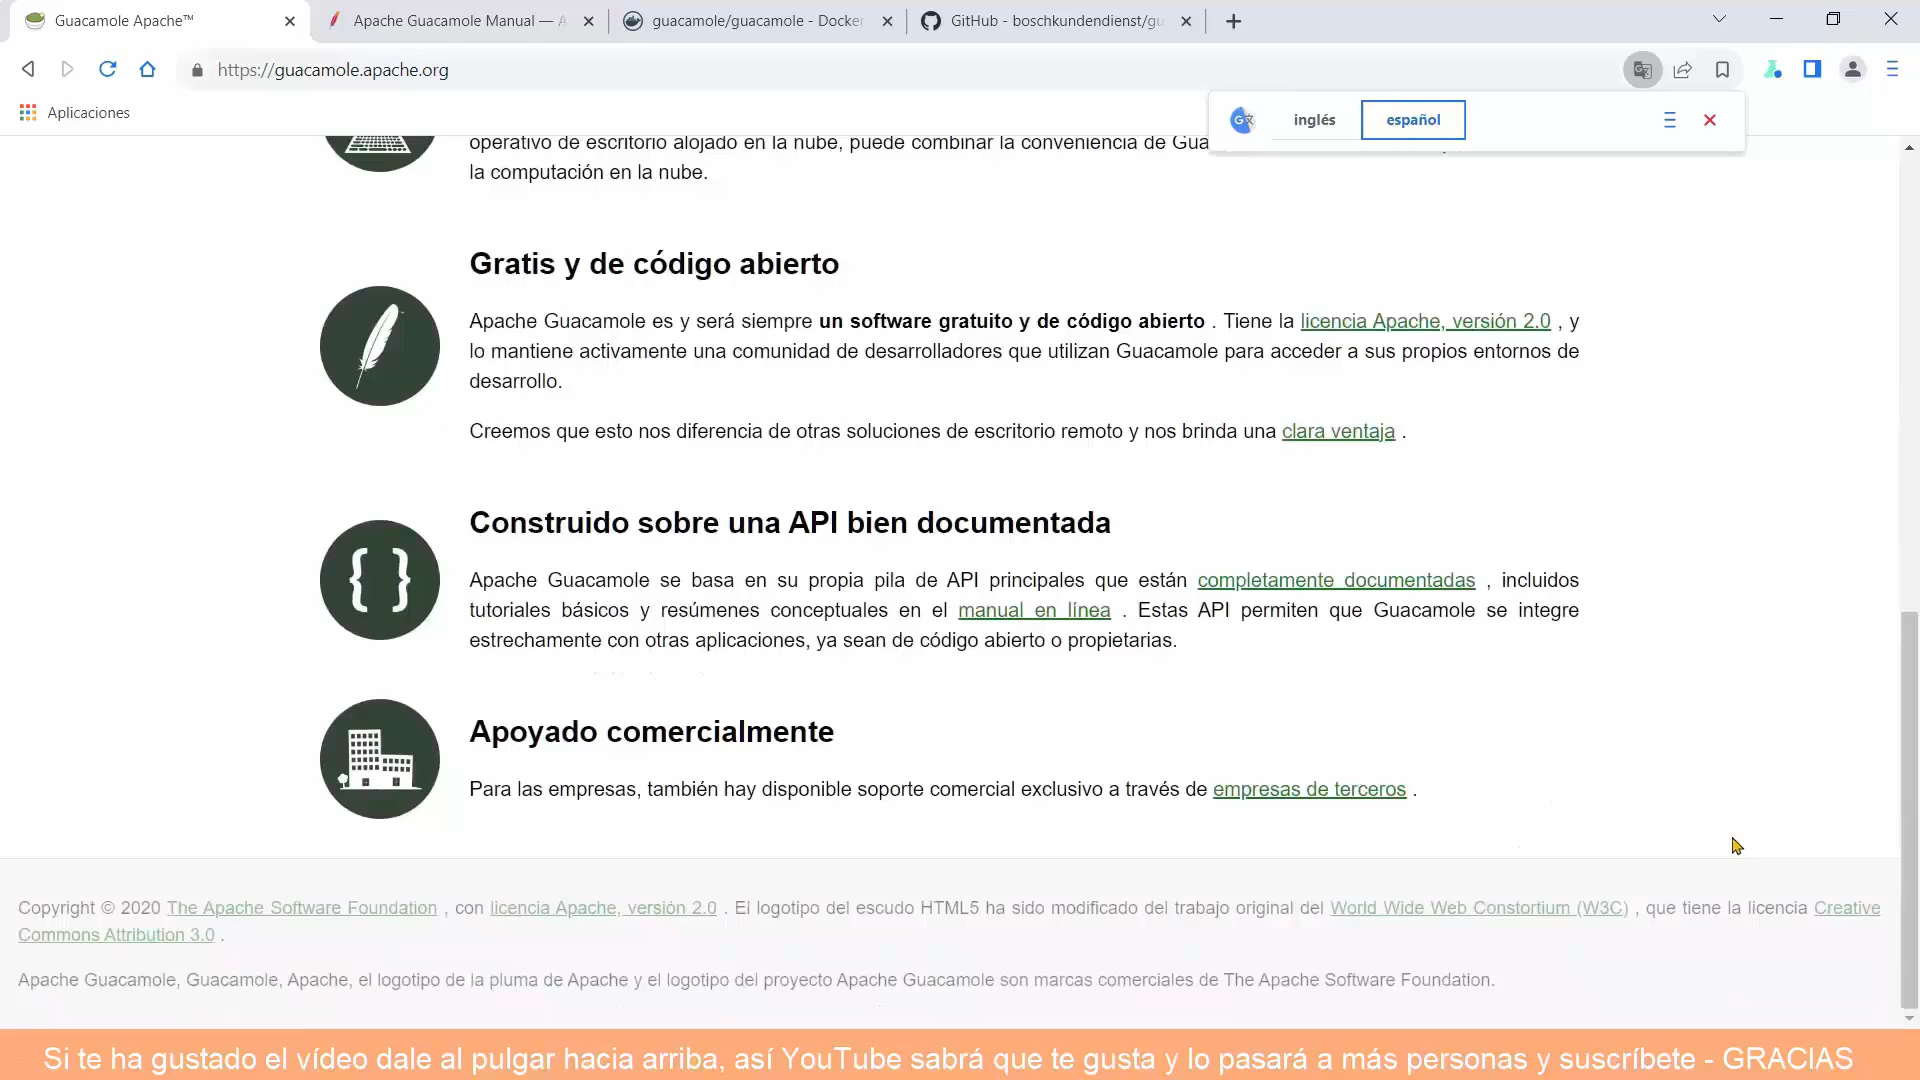 Guacamole Apache™
Apache Guacamole Manual — A
guacamole/guacamole - Docker
GitHub - boschkundendienst/gu
https://guacamole.apache.org
Aplicaciones
inglés
español
operativo de escritorio alojado en la nube, puede combinar la conveniencia de Gua
la computación en la nube.
Gratis y de código abierto
Apache Guacamole es y será siempre un software gratuito y de código abierto . Tiene la licencia Apache, versión 2.0 , y
lo mantiene activamente una comunidad de desarrolladores que utilizan Guacamole para acceder a sus propios entornos de
desarrollo.
Creemos que esto nos diferencia de otras soluciones de escritorio remoto y nos brinda una clara ventaja .
Construido sobre una API bien documentada
Apache Guacamole se basa en su propia pila de API principales que están completamente documentadas , incluidos
tutoriales básicos y resúmenes conceptuales en el manual en línea . Estas API permiten que Guacamole se integre
estrechamente con otras aplicaciones, ya sean de código abierto o propietarias.
Apoyado comercialmente
Para las empresas, también hay disponible soporte comercial exclusivo a través de empresas de terceros .
Copyright © 2020 The Apache Software Foundation , con licencia Apache, versión 2.0 . El logotipo del escudo HTML5 ha sido modificado del trabajo original del World Wide Web Constortium (W3C) , que tiene la licencia Creative
Commons Attribution 3.0 .
Apache Guacamole, Guacamole, Apache, el logotipo de la pluma de Apache y el logotipo del proyecto Apache Guacamole son marcas comerciales de The Apache Software Foundation.
Si te ha gustado el vídeo dale al pulgar hacia arriba, así YouTube sabrá que te gusta y lo pasará a más personas y suscríbete - GRACIAS